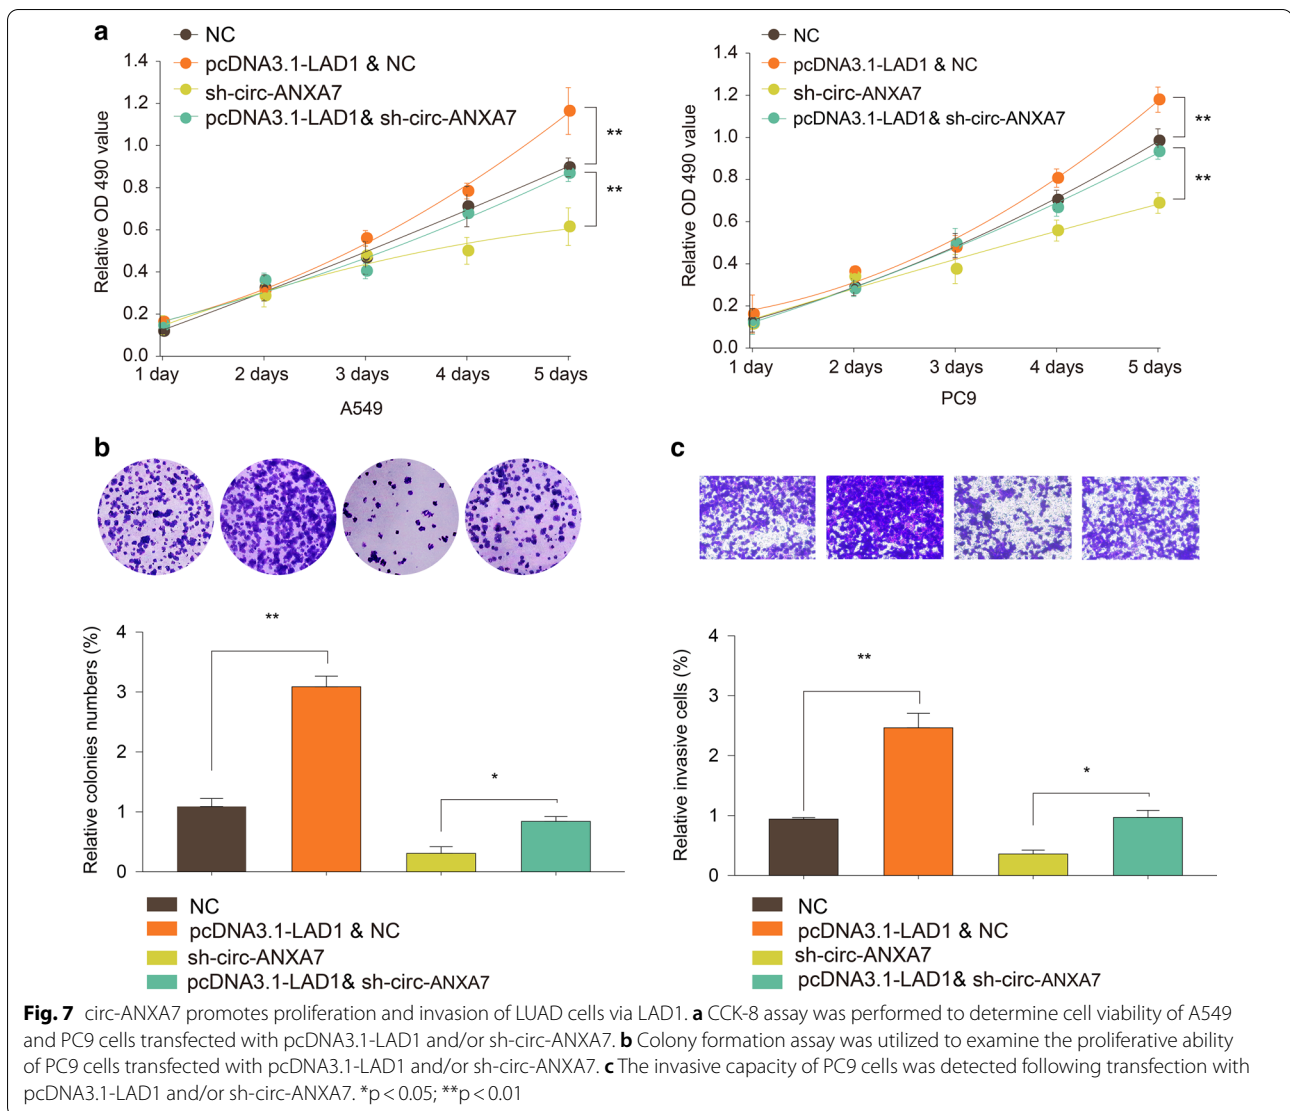 a
NC
pcDNA3.1-LAD1 & NC
sh-circ-ANXA7
pcDNA3.1-LAD1& sh-circ-ANXA7
Relative OD 490 value
1.4
1.2
1.0
0.8
0.6
0.4
0.2
0.0
**
**
1 day 2 days 3 days 4 days 5 days
A549
NC
pcDNA3.1-LAD1 & NC
sh-circ-ANXA7
pcDNA3.1-LAD1& sh-circ-ANXA7
Relative OD 490 value
1.4
1.2
1.0
0.8
0.6
0.4
0.2
0.0
**
**
1 day 2 days 3 days 4 days 5 days
PC9
b
Relative colonies numbers (%)
4
3
2
1
0
**
*
NC
pcDNA3.1-LAD1 & NC
sh-circ-ANXA7
pcDNA3.1-LAD1& sh-circ-ANXA7
c
Relative invasive cells (%)
4
3
2
1
0
**
*
NC
pcDNA3.1-LAD1 & NC
sh-circ-ANXA7
pcDNA3.1-LAD1& sh-circ-ANXA7
Fig. 7 circ-ANXA7 promotes proliferation and invasion of LUAD cells via LAD1. a CCK-8 assay was performed to determine cell viability of A549
and PC9 cells transfected with pcDNA3.1-LAD1 and/or sh-circ-ANXA7. b Colony formation assay was utilized to examine the proliferative ability
of PC9 cells transfected with pcDNA3.1-LAD1 and/or sh-circ-ANXA7. c The invasive capacity of PC9 cells was detected following transfection with
pcDNA3.1-LAD1 and/or sh-circ-ANXA7. *p < 0.05; **p < 0.01